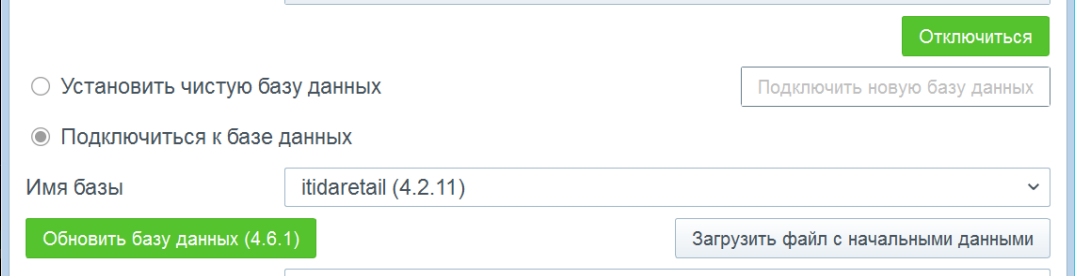 Отключиться
Установить чистую базу данных
Подключить новую базу данных
Подключиться к базе данных
Имя базы
itidaretail (4.2.11)
Обновить базу данных (4.6.1)
Загрузить файл с начальными данными